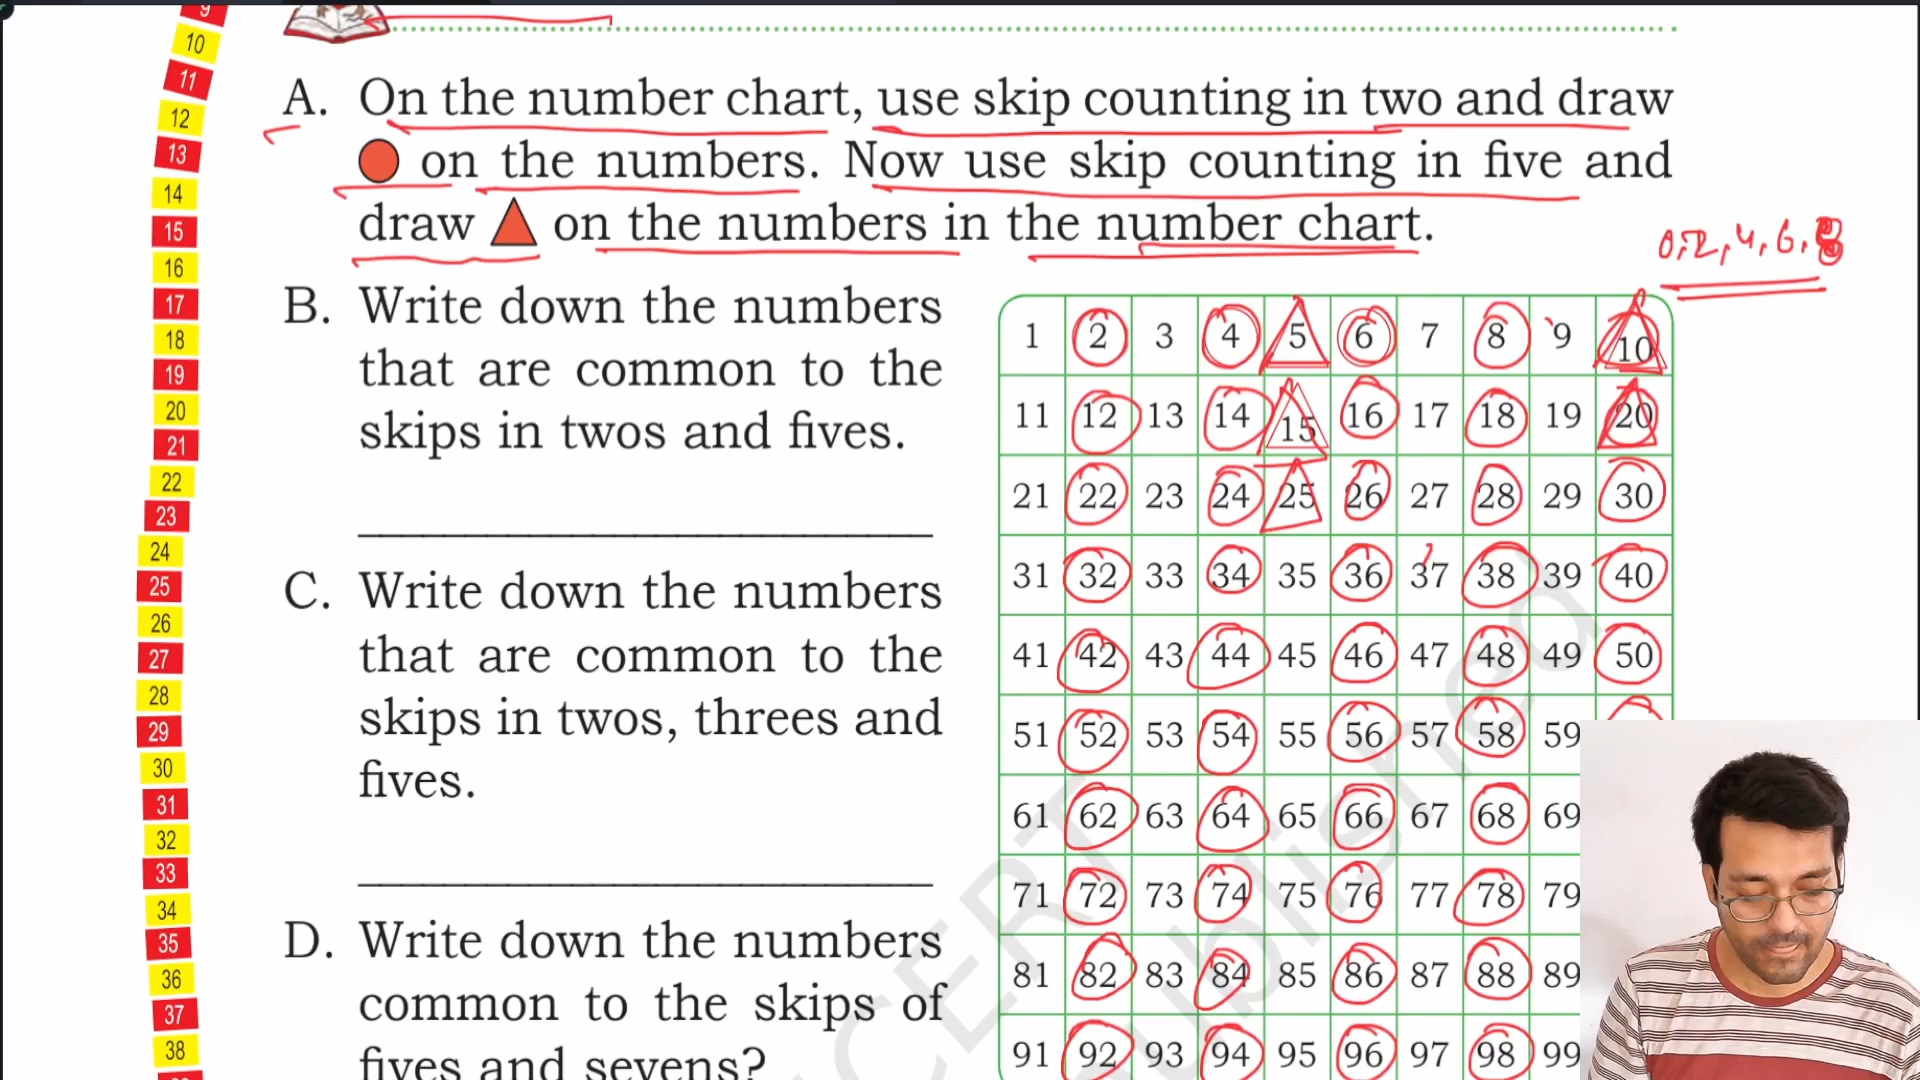 9
10
11
12
13
14
15
16
17
18
19
20
21
22
23
24
25
26
27
28
29
30
31
32
33
34
35
36
37
38
A. On the number chart, use skip counting in two and draw
on the numbers. Now use skip counting in five and
draw on the numbers in the number chart.
0, 2, 4, 6, 8
B. Write down the numbers
that are common to the
skips in twos and fives.
C. Write down the numbers
that are common to the
skips in twos, threes and
fives.
D. Write down the numbers
common to the skips of
fives and sevens?
1 2 3 4 5 6 7 8 9 10
11 12 13 14 15 16 17 18 19 20
21 22 23 24 25 26 27 28 29 30
31 32 33 34 35 36 37 38 39 40
41 42 43 44 45 46 47 48 49 50
51 52 53 54 55 56 57 58 59
61 62 63 64 65 66 67 68 69
71 72 73 74 75 76 77 78 79
81 82 83 84 85 86 87 88 89
91 92 93 94 95 96 97 98 99